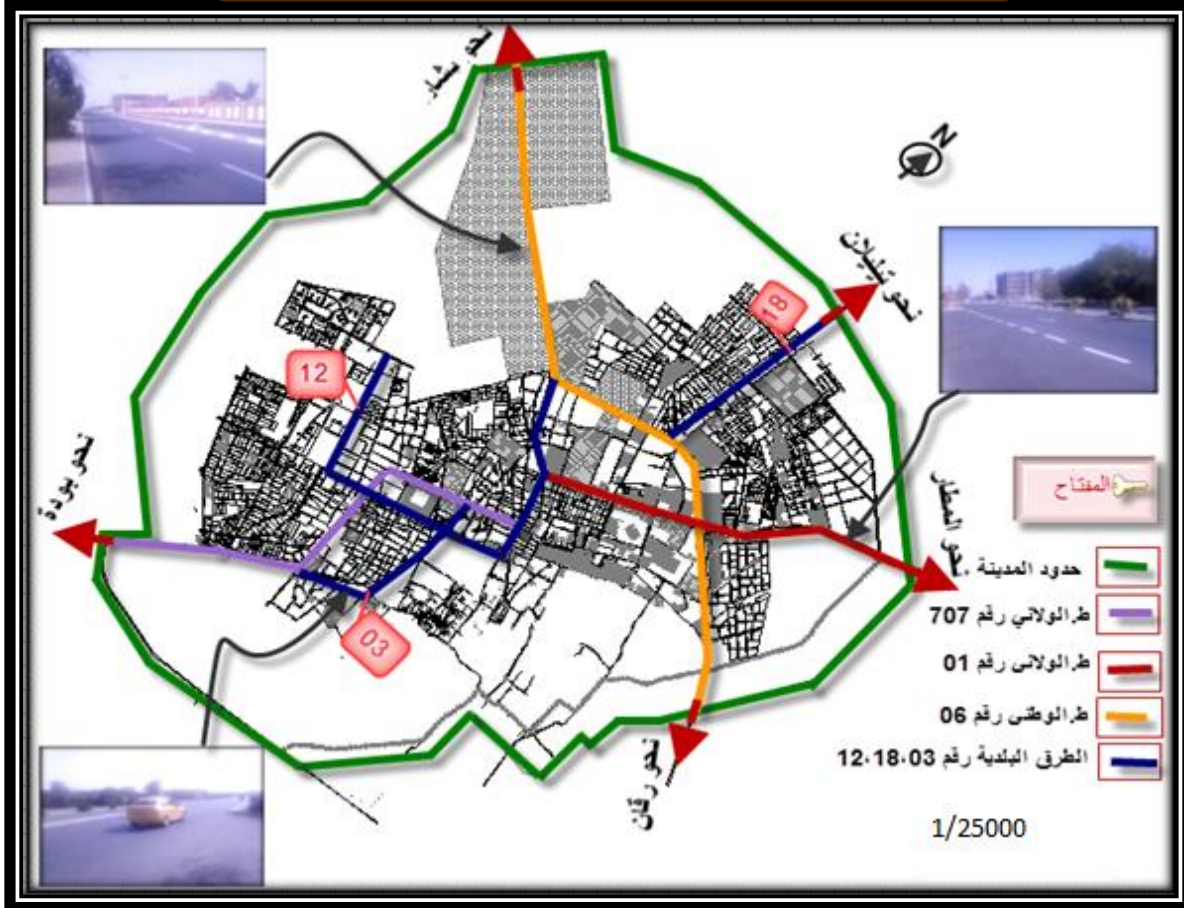 نحو بشار
N
نحو تيليلان
18
12
نحو بودة
03
نحو المطار
نحو رقان
المفتاح
حدود المدينة
ط.الولائي رقم 707
ط.الولائي رقم 01
ط.الوطني رقم 06
الطرق البلدية رقم 03،18،12
1/25000